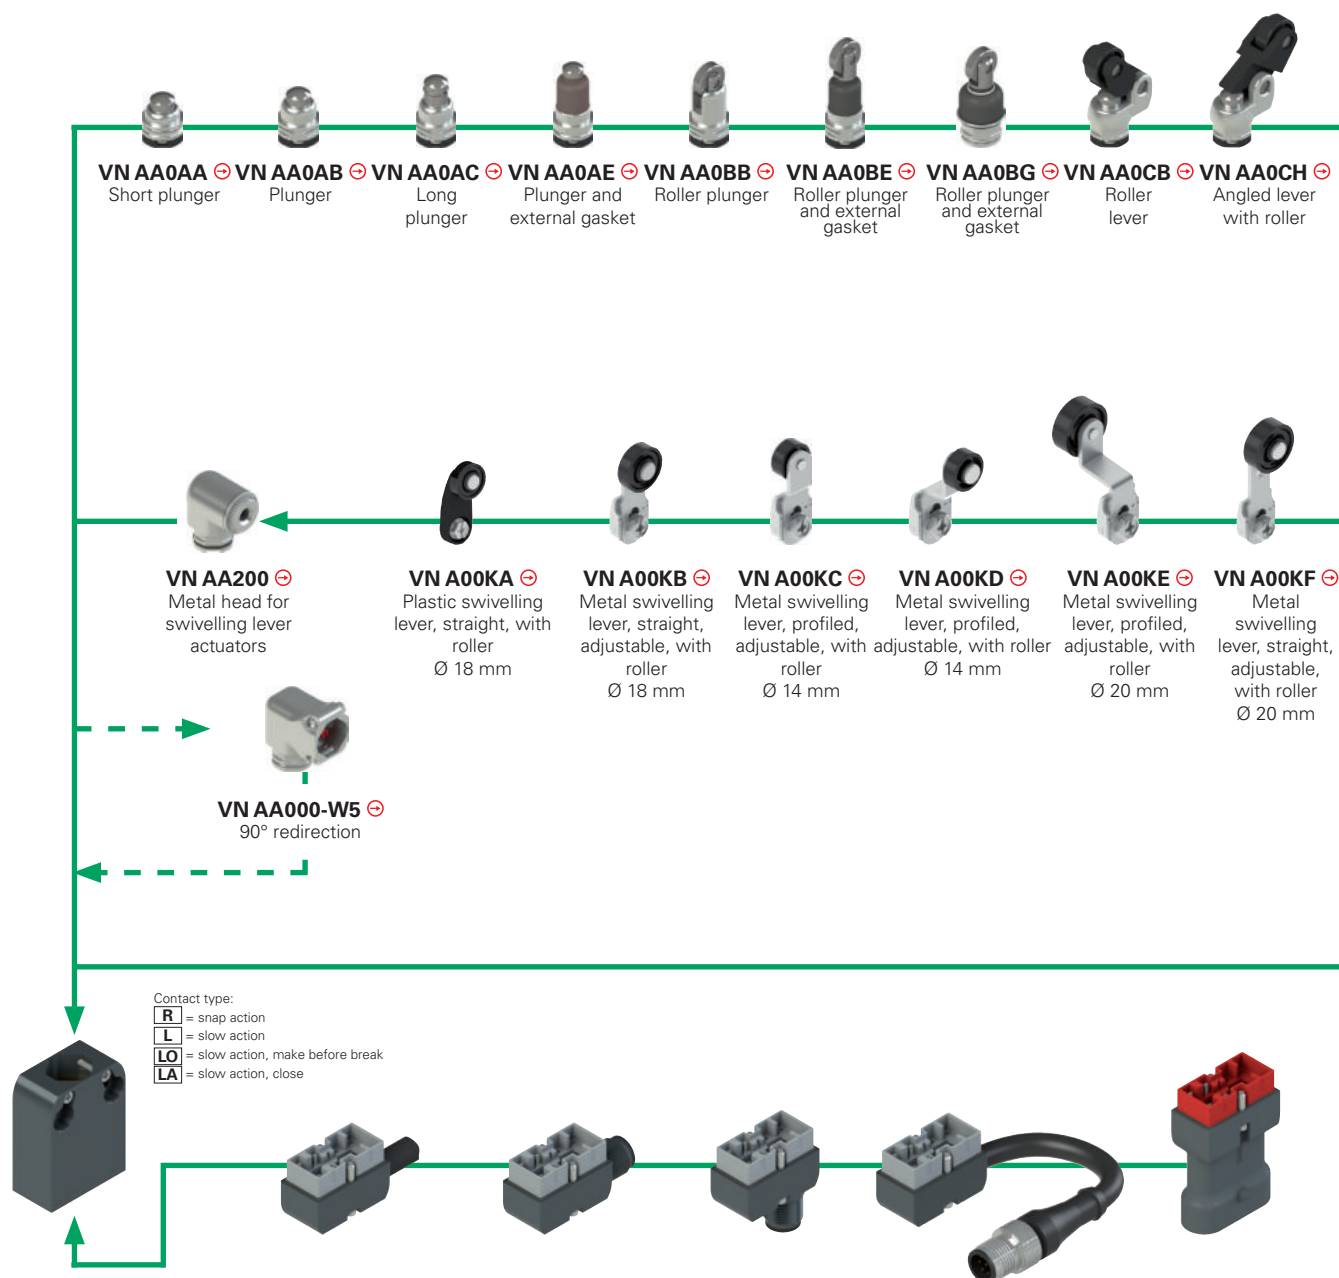 VN AA0AA
Short plunger
VN AA0AB
Plunger
VN AA0AC
Long
plunger
VN AA0AE
Plunger and
external gasket
VN AA0BB
Roller plunger
VN AA0BE
Roller plunger
and external
gasket
VN AA0BG
Roller plunger
and external
gasket
VN AA0CB
Roller
lever
VN AA0CH
Angled lever
with roller
VN AA200
Metal head for
swivelling lever
actuators
VN A00KA
Plastic swivelling
lever, straight, with
roller
Ø 18 mm
VN A00KB
Metal swivelling
lever, straight,
adjustable, with
roller
Ø 18 mm
VN A00KC
Metal swivelling
lever, profiled,
adjustable, with
roller
Ø 14 mm
VN A00KD
Metal swivelling
lever, profiled,
adjustable, with roller
Ø 14 mm
VN A00KE
Metal swivelling
lever, profiled,
adjustable, with
roller
Ø 20 mm
VN A00KF
Metal
swivelling
lever, straight,
adjustable,
with roller
Ø 20 mm
VN AA000-W5
90° redirection
Contact type:
R = snap action
L = slow action
LO = slow action, make before break
LA = slow action, close